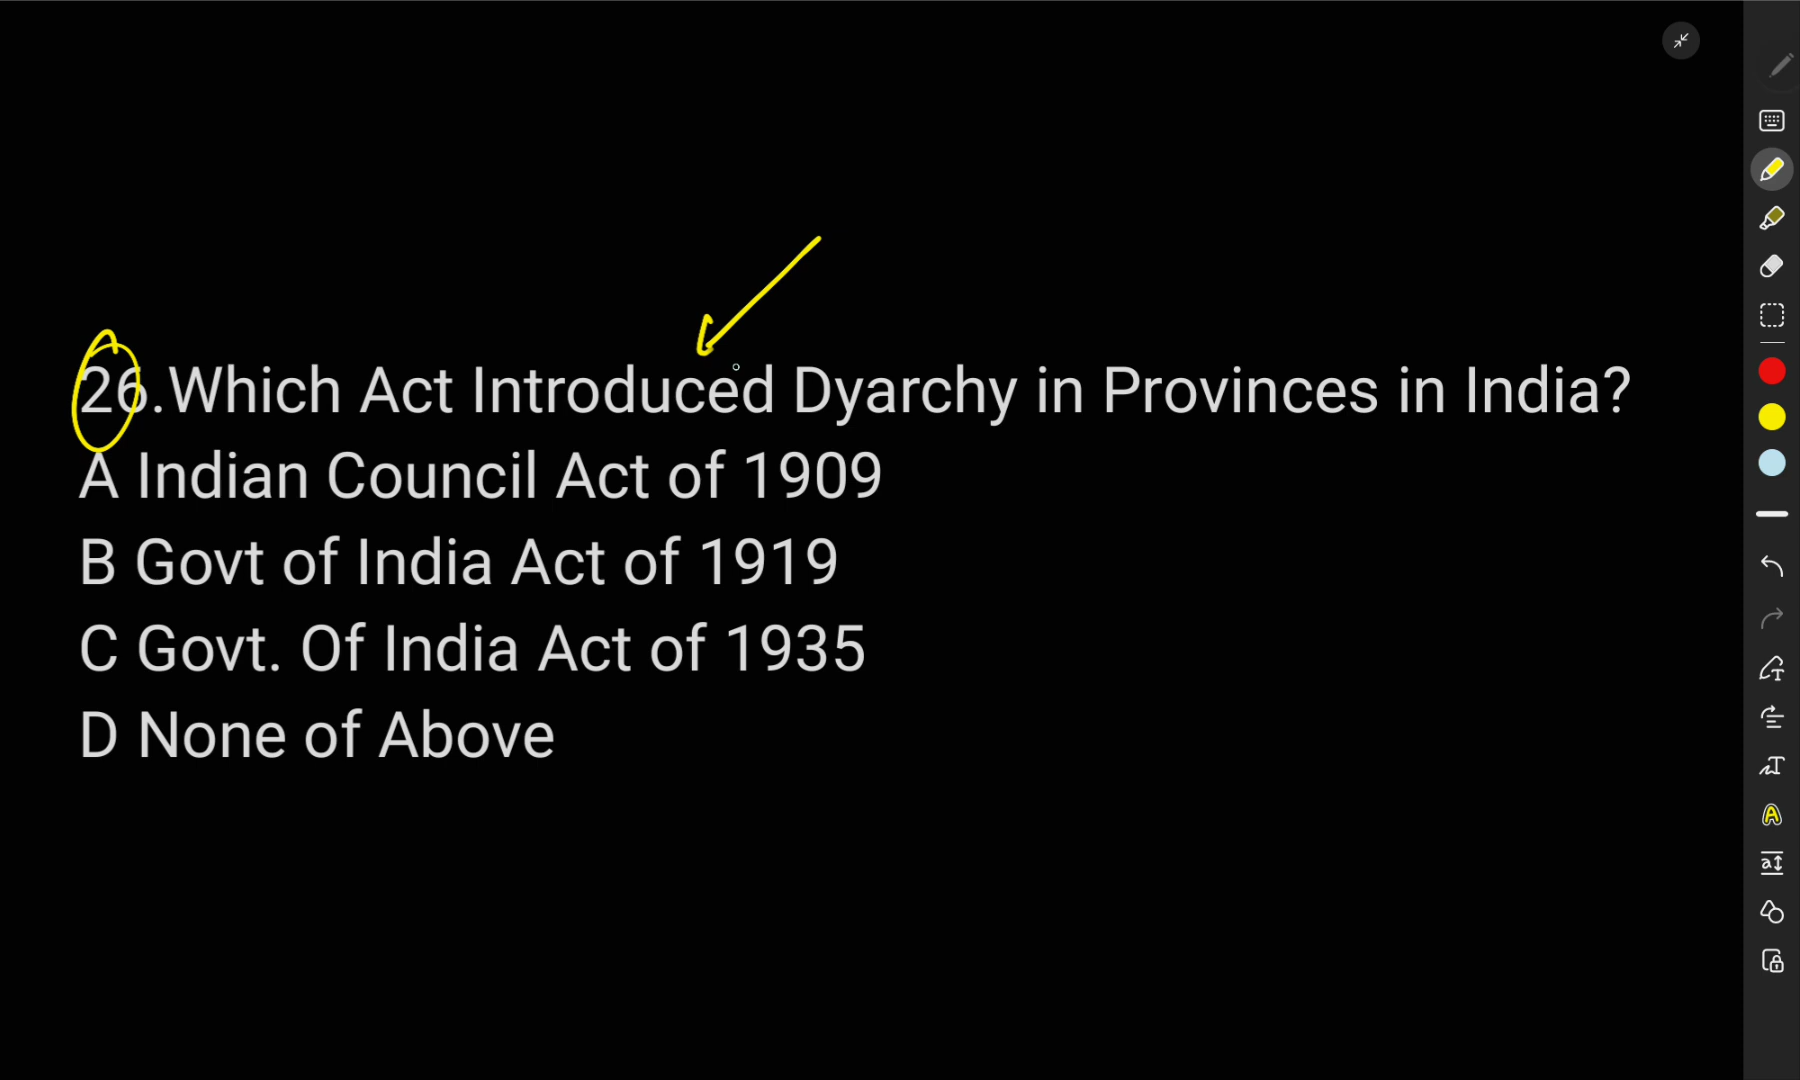 26.Which Act Introduced Dyarchy in Provinces in India?
A Indian Council Act of 1909
B Govt of India Act of 1919
C Govt. Of India Act of 1935
D None of Above